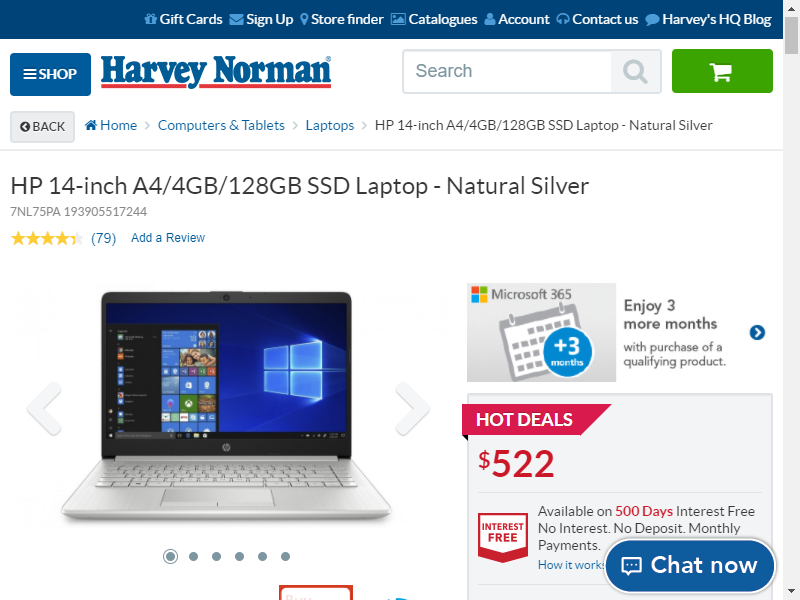 Gift Cards Sign Up Store finder Catalogues Account Contact us Harvey's HQ Blog
SHOP
Harvey Norman
Search
BACK
Home > Computers & Tablets > Laptops > HP 14-inch A4/4GB/128GB SSD Laptop - Natural Silver
HP 14-inch A4/4GB/128GB SSD Laptop - Natural Silver
7NL75PA 193905517244
(79) Add a Review
Microsoft 365
+3
months
Enjoy 3
more months
with purchase of a
qualifying product.
HOT DEALS
$522
INTEREST
FREE
Available on 500 Days Interest Free
No Interest. No Deposit. Monthly
Payments.
How it works
Chat now
hp